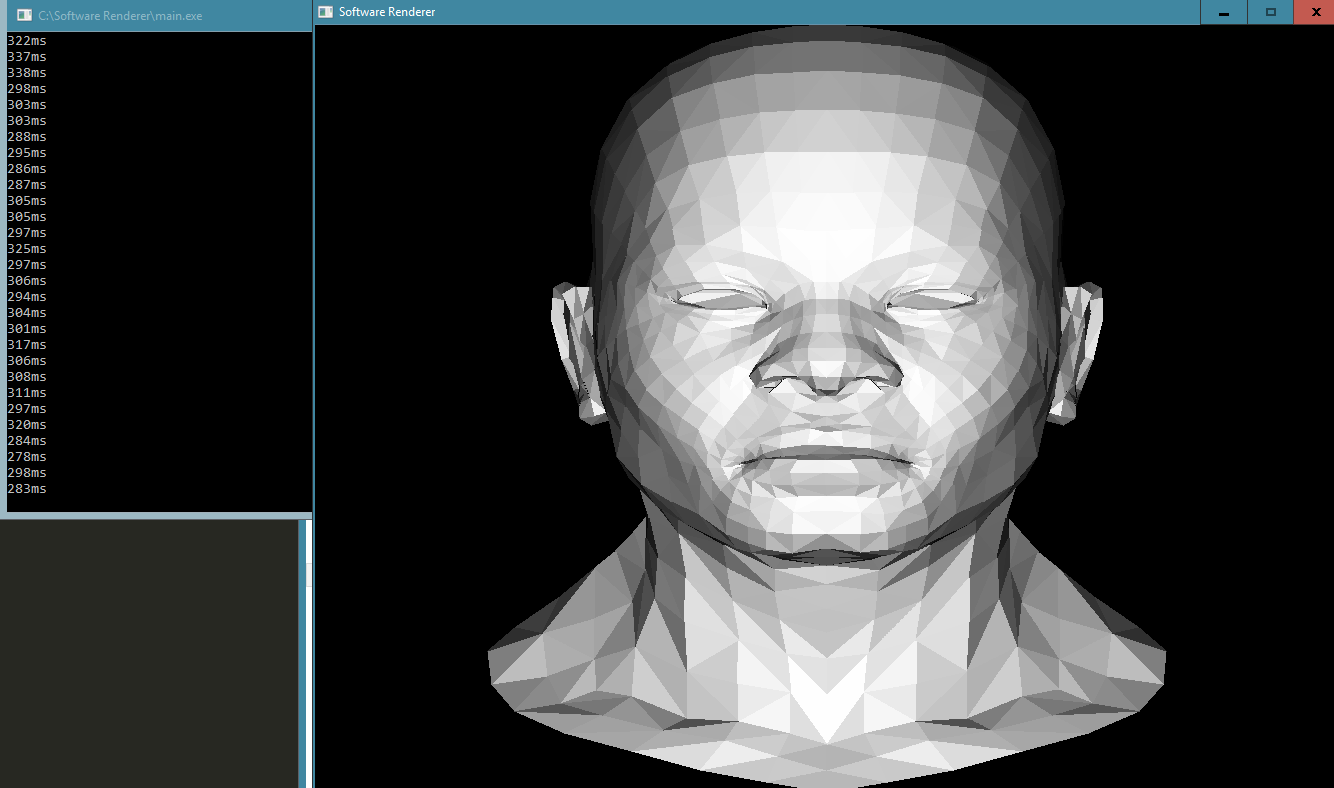 C:\Software Renderer\main.exe
322ms
337ms
338ms
298ms
303ms
303ms
288ms
295ms
286ms
287ms
305ms
305ms
297ms
325ms
297ms
306ms
294ms
304ms
301ms
317ms
306ms
308ms
311ms
297ms
320ms
284ms
278ms
298ms
283ms
Software Renderer